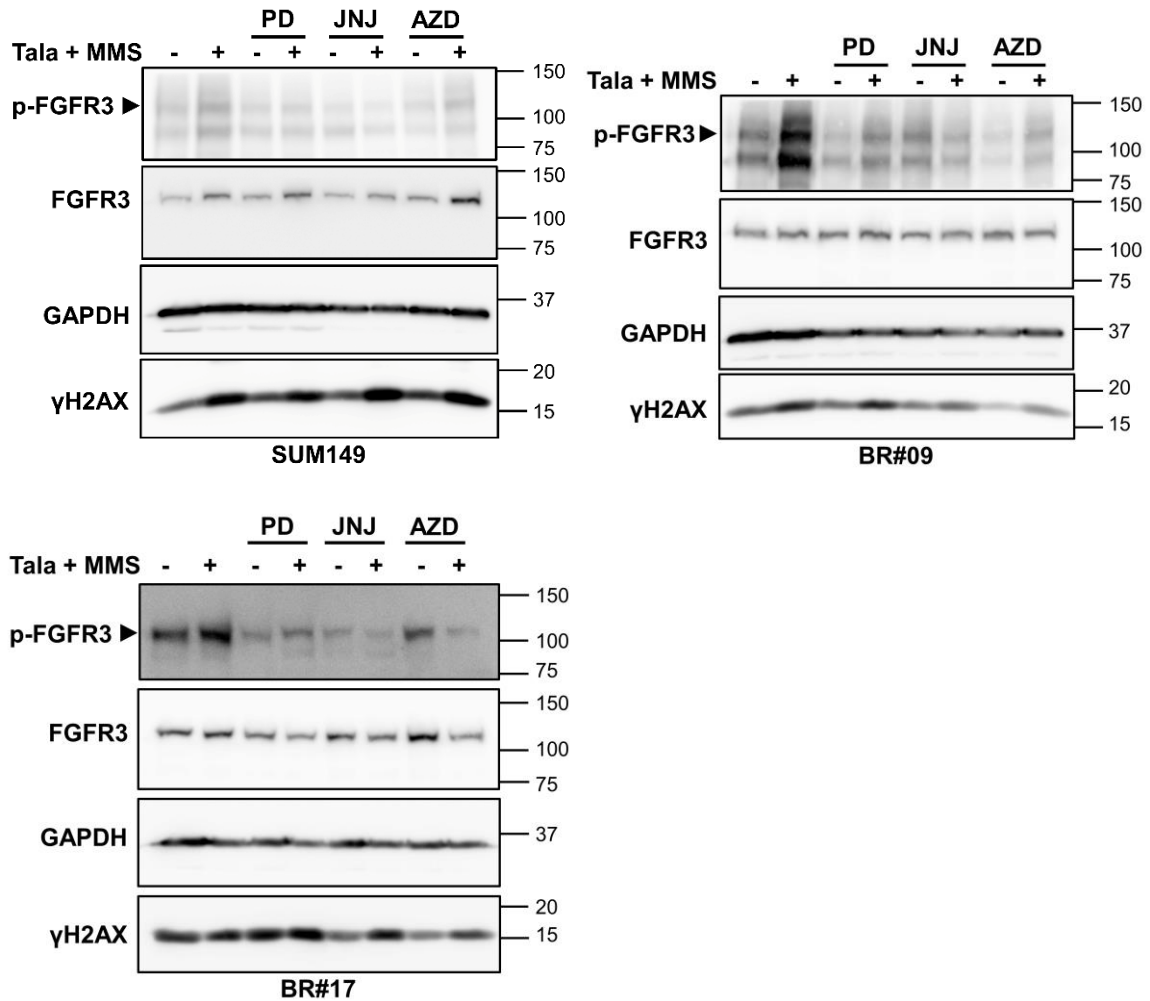 PD JNJ AZD
Tala + MMS - + - + - + - +
p-FGFR3
150
100
75
FGFR3
150
100
75
GAPDH
37
γH2AX
20
15
SUM149
PD JNJ AZD
Tala + MMS - + - + - + - +
p-FGFR3
150
100
75
FGFR3
150
100
75
GAPDH
37
γH2AX
20
15
BR#09
PD JNJ AZD
Tala + MMS - + - + - + - +
p-FGFR3
150
100
75
FGFR3
150
100
75
GAPDH
37
γH2AX
20
15
BR#17